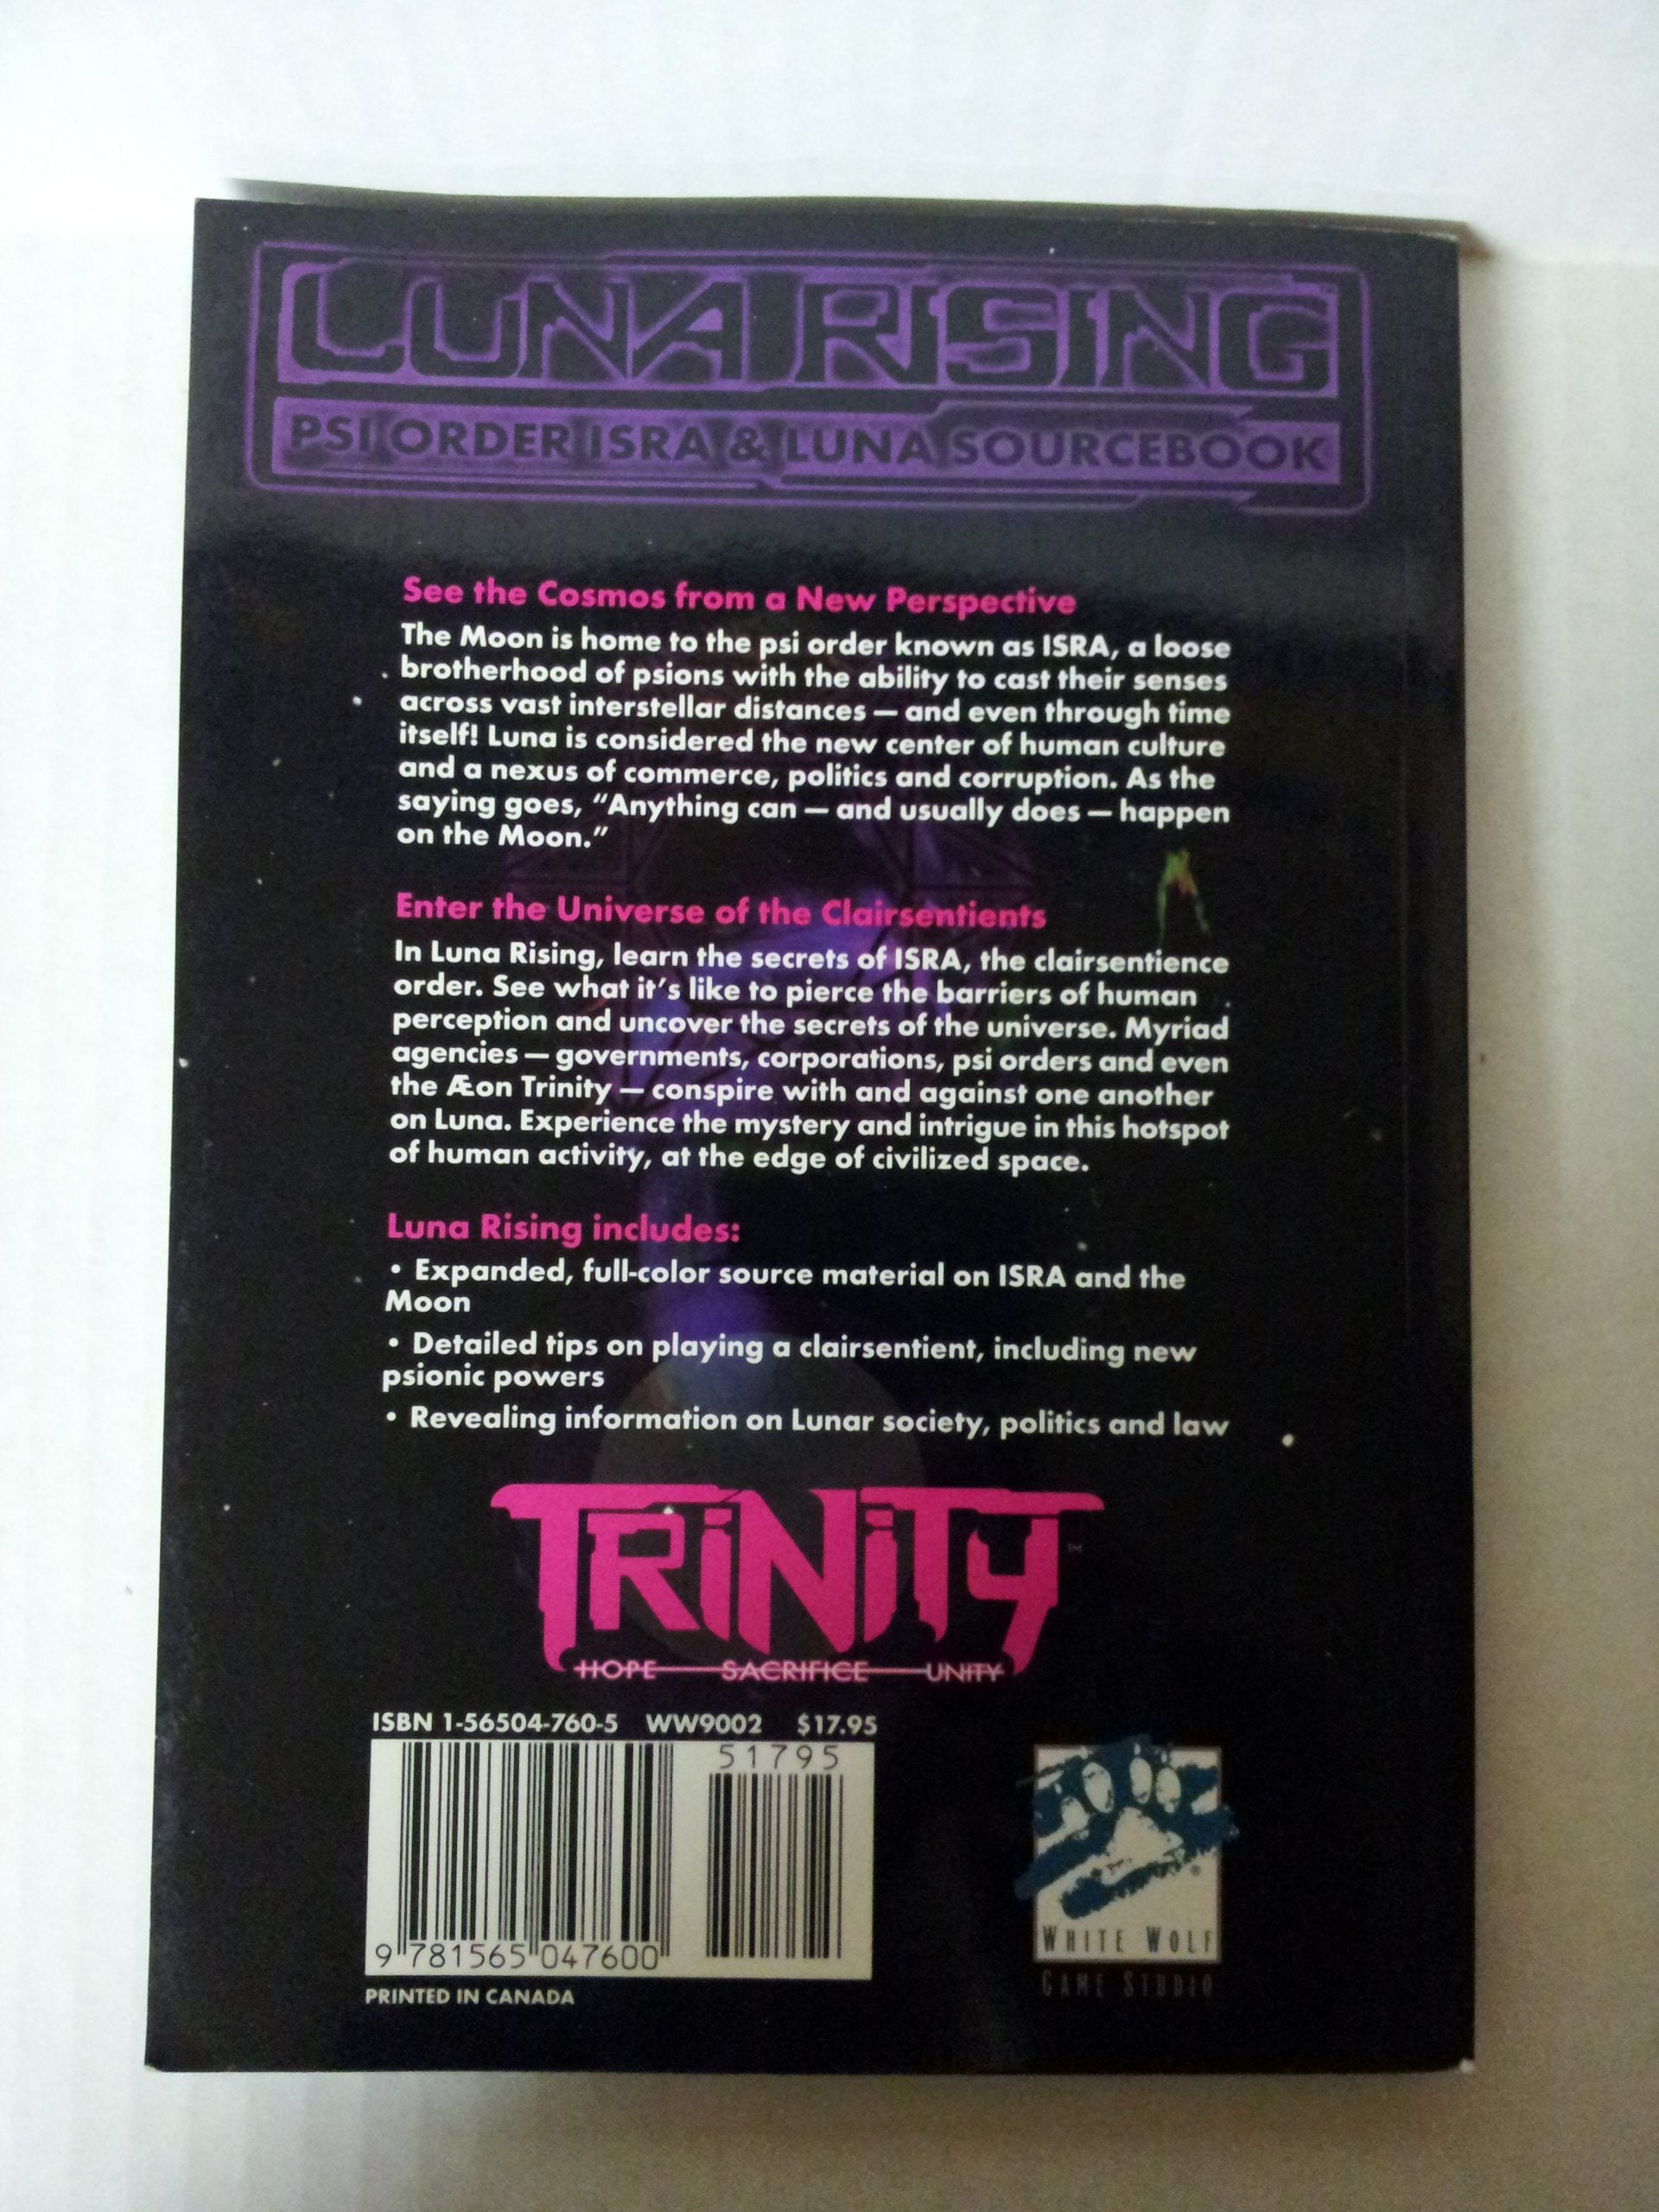 LUNA RISING
PSI ORDER ISRA & LUNA SOURCEBOOK
See the Cosmos from a New Perspective
The Moon is home to the psi order known as ISRA, a loose
brotherhood of psions with the ability to cast their senses
across vast interstellar distances — and even through time
itself! Luna is considered the new center of human culture
and a nexus of commerce, politics and corruption. As the
saying goes, “Anything can — and usually does — happen
on the Moon.”
Enter the Universe of the Clairsentients
In Luna Rising, learn the secrets of ISRA, the clairsentience
order. See what it’s like to pierce the barriers of human
perception and uncover the secrets of the universe. Myriad
agencies — governments, corporations, psi orders and even
the Æon Trinity — conspire with and against one another
on Luna. Experience the mystery and intrigue in this hotspot
of human activity, at the edge of civilized space.
Luna Rising includes:
• Expanded, full-color source material on ISRA and the
Moon
• Detailed tips on playing a clairsentient, including new
psionic powers
• Revealing information on Lunar society, politics and law
TRiNiTY™
HOPE SACRIFICE UNITY
ISBN 1-56504-760-5 WW9002 $17.95
51795
9 781565 047600
PRINTED IN CANADA
®
WHITE WOLF
GAME STUDIO